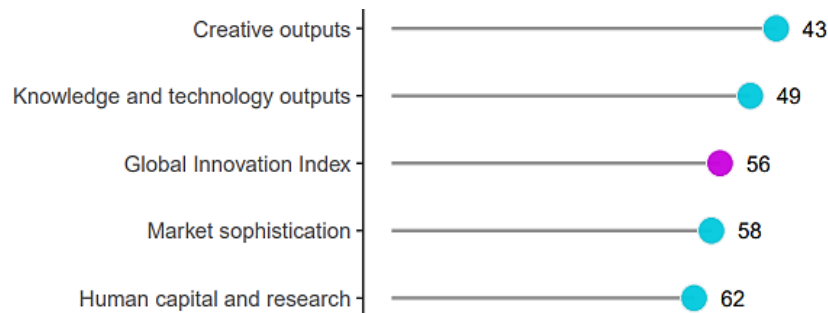 Creative outputs 43
Knowledge and technology outputs 49
Global Innovation Index 56
Market sophistication 58
Human capital and research 62